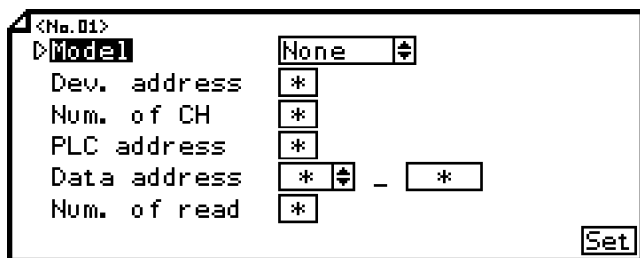 <No.01>
Model None
Dev. address *
Num. of CH *
PLC address *
Data address * _ *
Num. of read *
Set